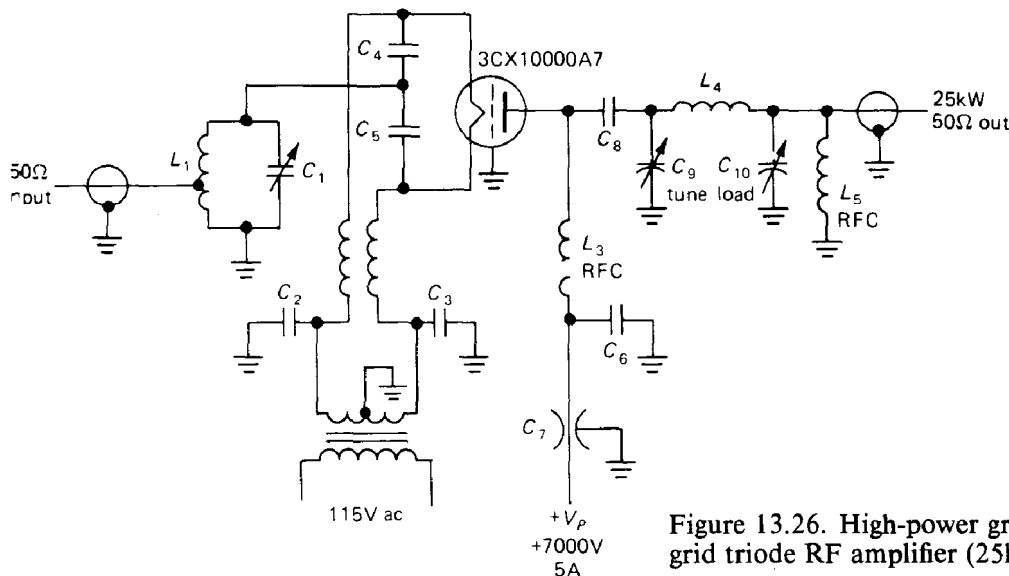 C4
3CX10000A7
L4
C5
C8
25kW
50Ω out
50Ω
nput
L1
C1
C9
C10
tune load
L5
RFC
L3
RFC
C2
C3
C6
C7
115V ac
+Vp
+7000V
5A
Figure 13.26. High-power gr
grid triode RF amplifier (25